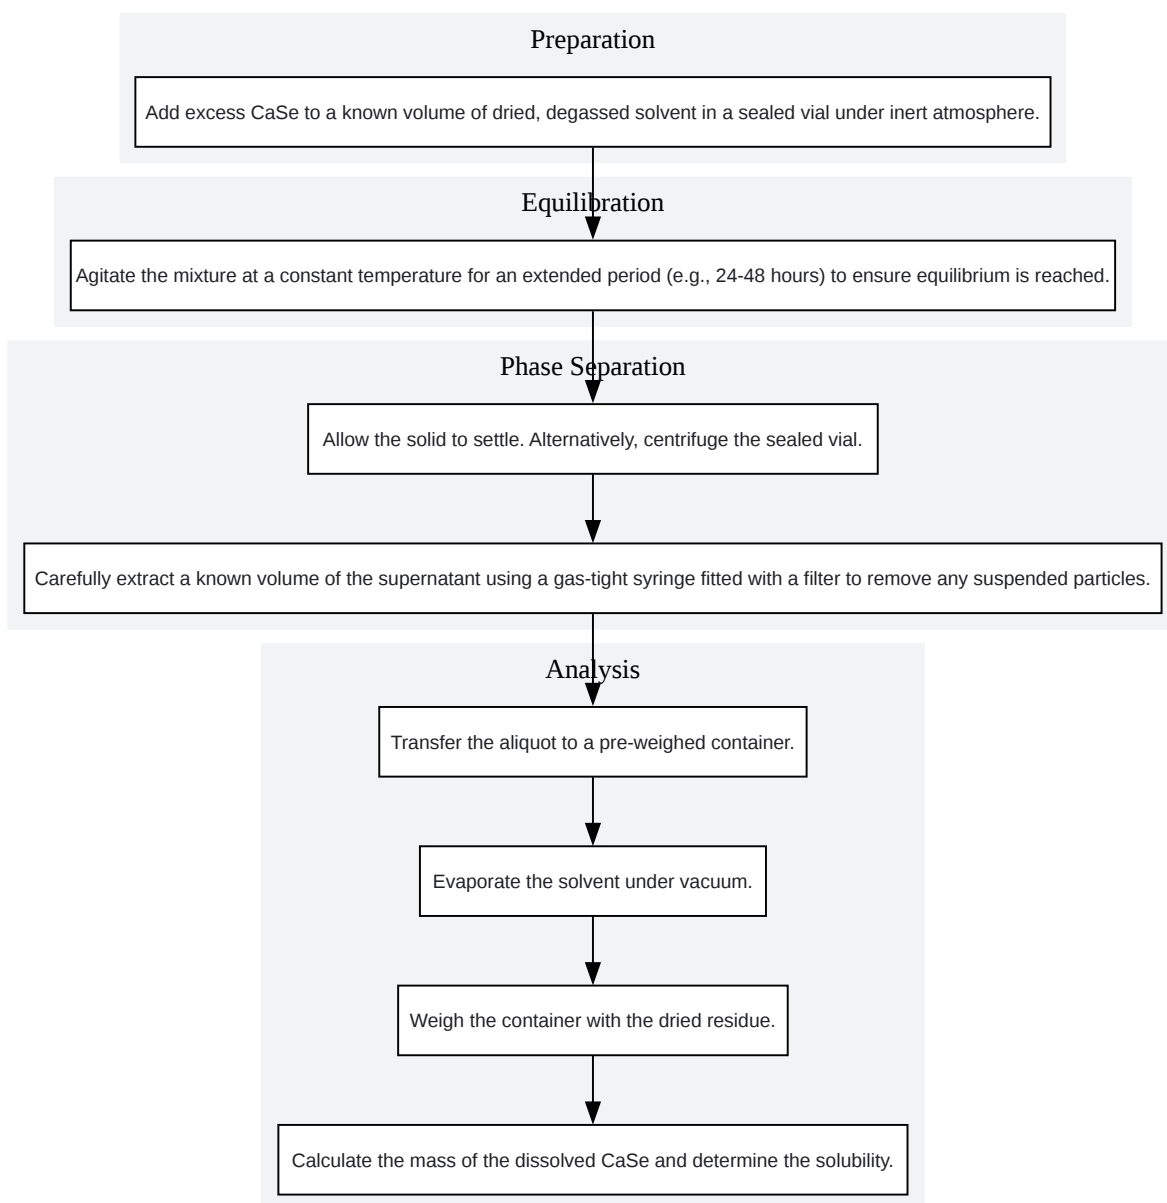 Preparation
Add excess CaSe to a known volume of dried, degassed solvent in a sealed vial under inert atmosphere.
Equilibration
Agitate the mixture at a constant temperature for an extended period (e.g., 24-48 hours) to ensure equilibrium is reached.
Phase Separation
Allow the solid to settle. Alternatively, centrifuge the sealed vial.
Carefully extract a known volume of the supernatant using a gas-tight syringe fitted with a filter to remove any suspended particles.
Analysis
Transfer the aliquot to a pre-weighed container.
Evaporate the solvent under vacuum.
Weigh the container with the dried residue.
Calculate the mass of the dissolved CaSe and determine the solubility.